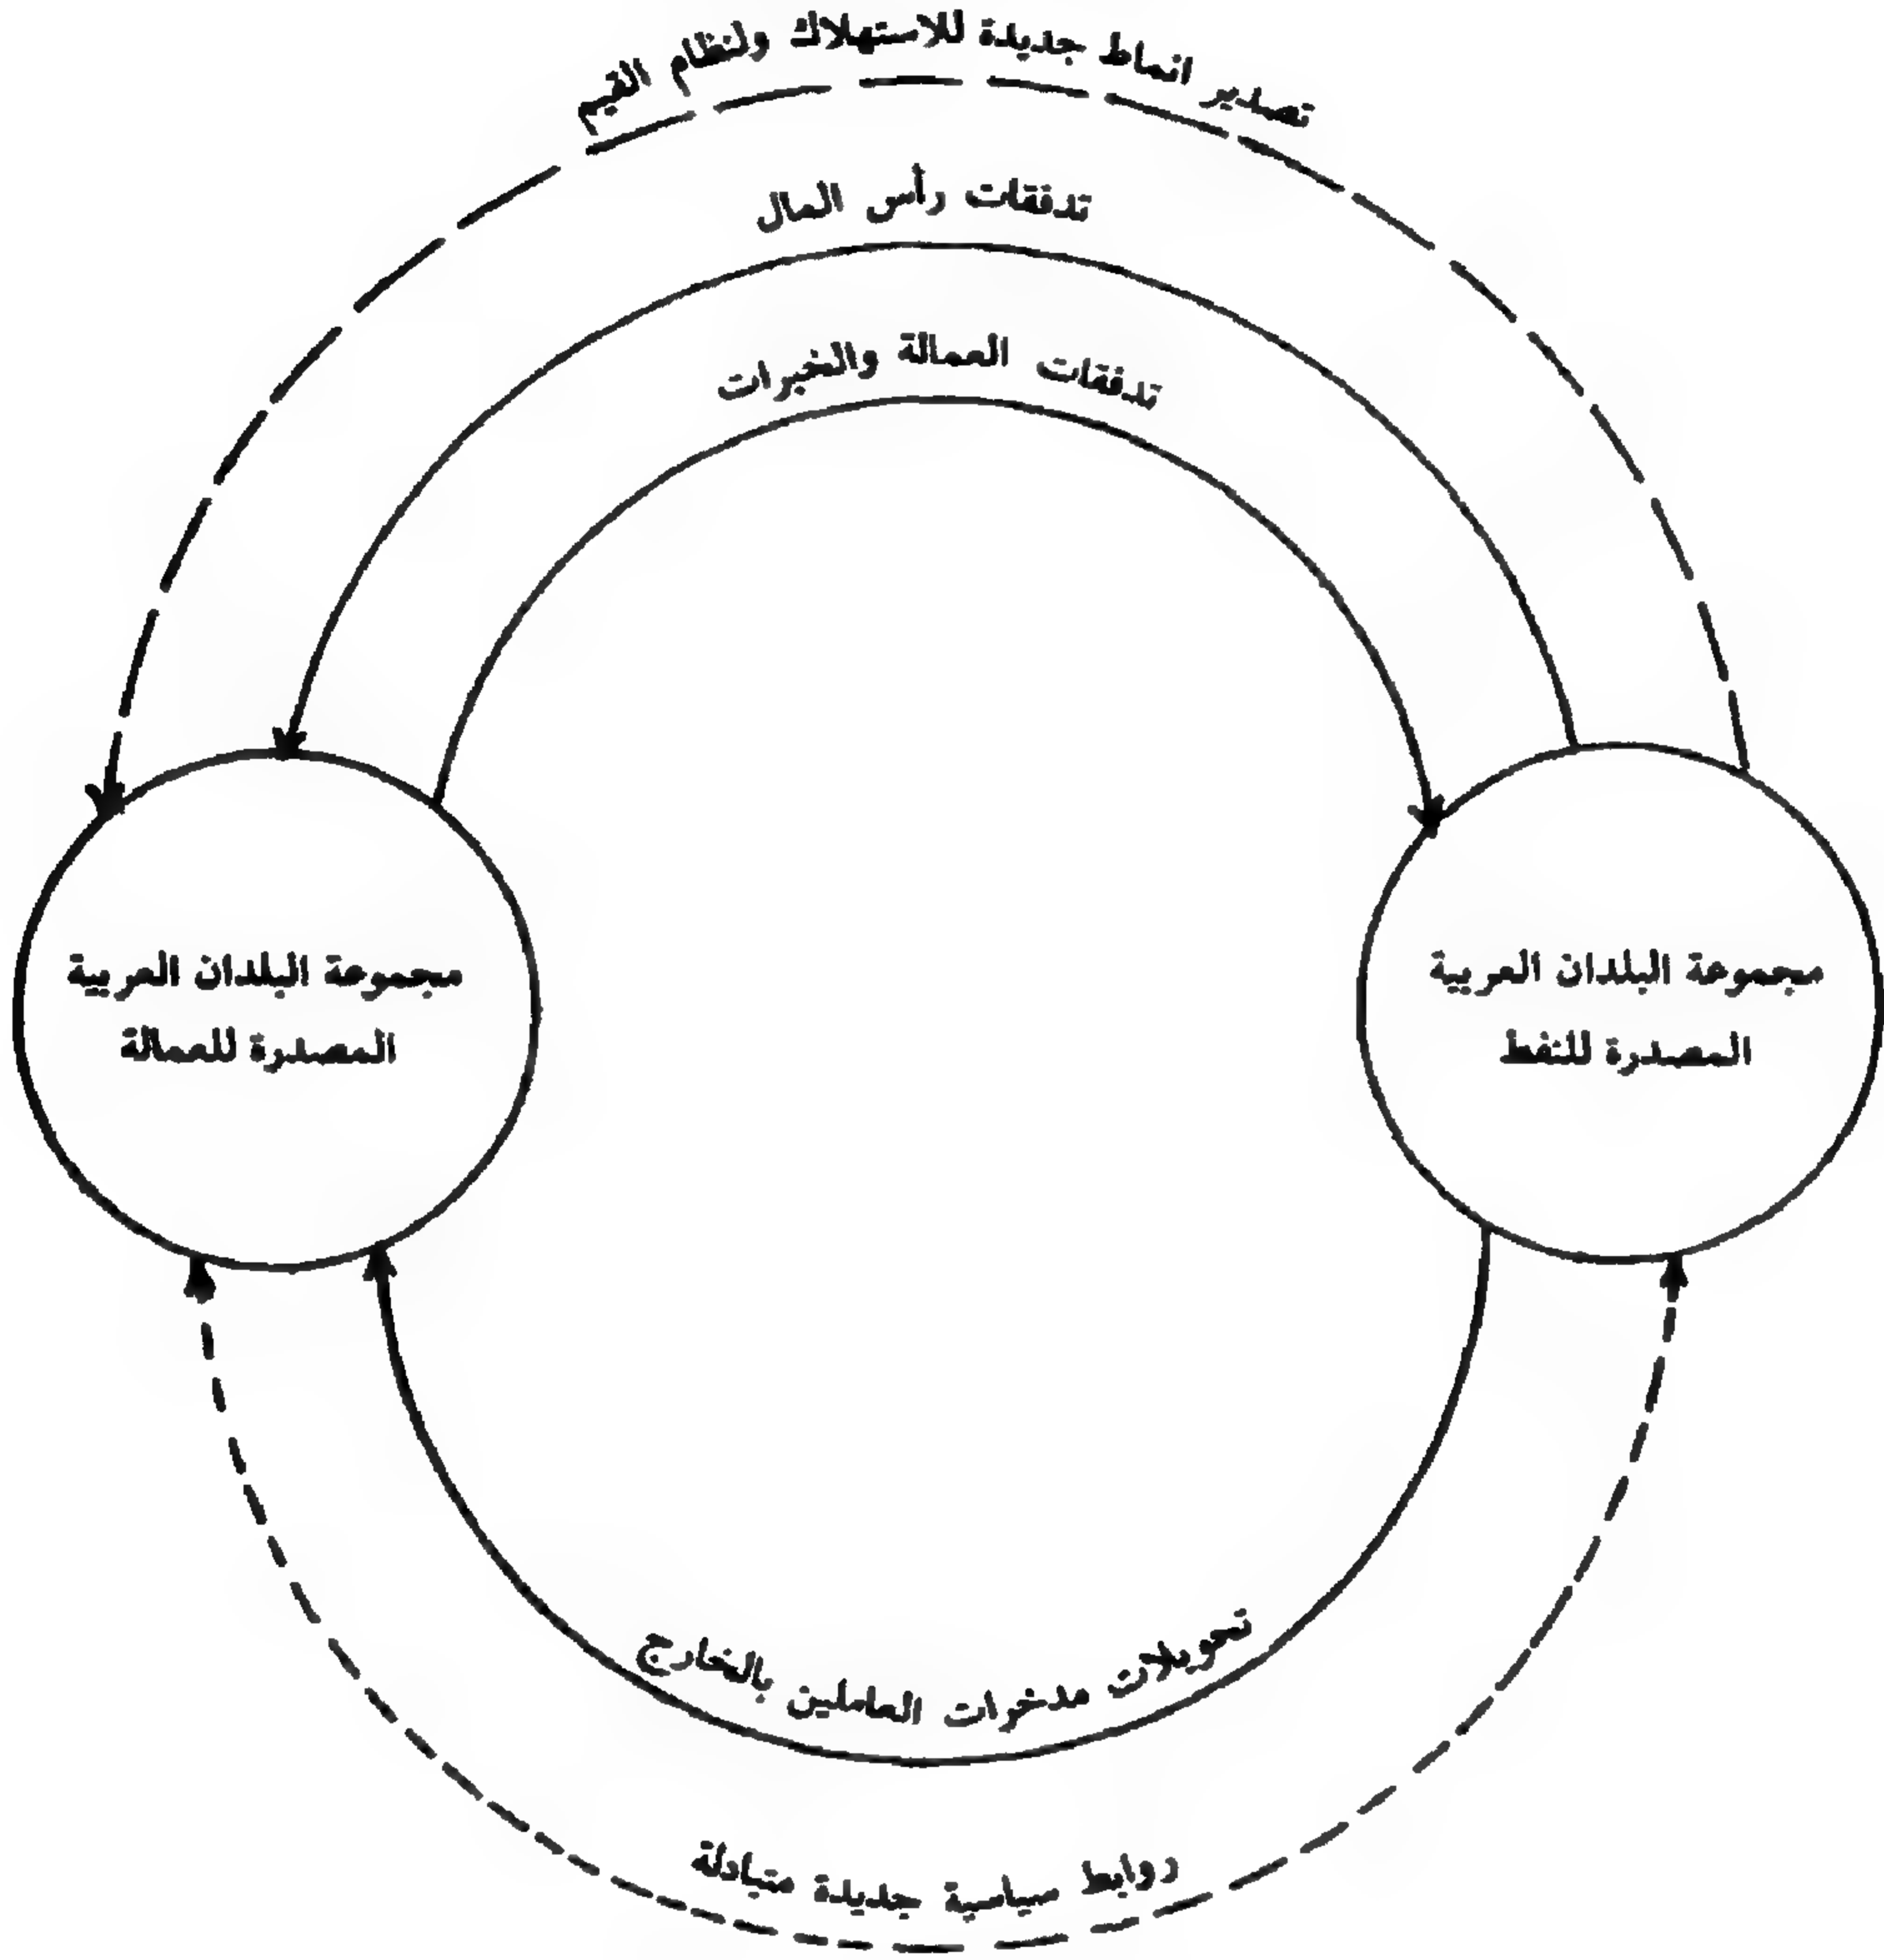 تصدير انماط جديدة للاستهلاك ولنظام القيم
تدفقات رأس المال
تدفقات العمالة والخبرات
مجموعة البلدان العربية
المصدرة للنفط
مجموعة البلدان العربية
المصدرة للعمالة
تحويلات مدخرات العاملين بالخارج
روابط سياسية جديدة متبادلة